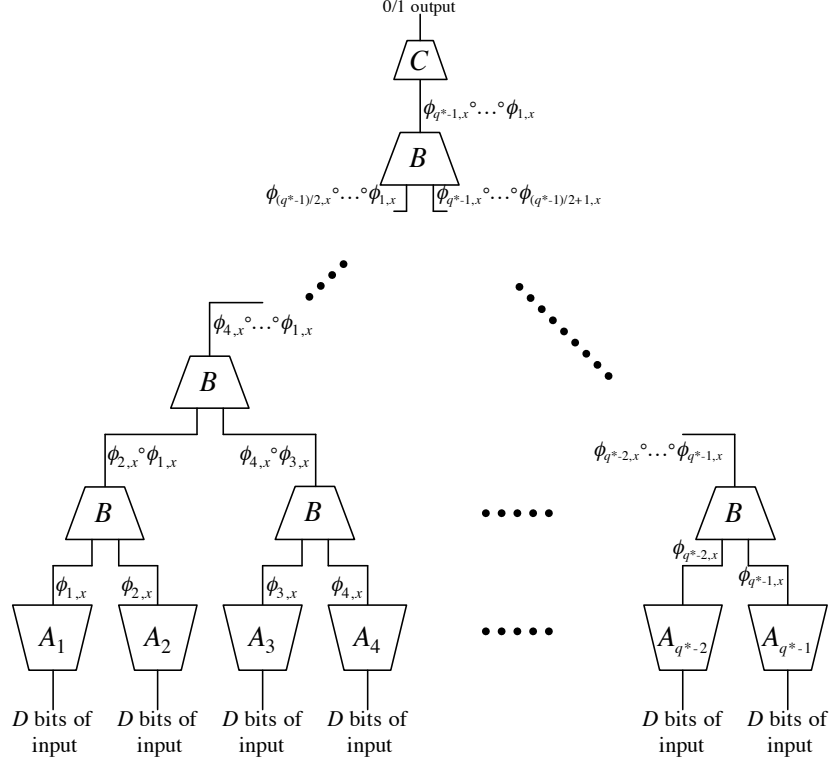 0/1 output
C
ϕ_{q*-1,x}°…°ϕ_{1,x}
B
ϕ_{(q*-1)/2,x}°…°ϕ_{1,x} ϕ_{q*-1,x}°…°ϕ_{(q*-1)/2+1,x}
ϕ_{4,x}°…°ϕ_{1,x}
B
ϕ_{2,x}°ϕ_{1,x} ϕ_{4,x}°ϕ_{3,x} ϕ_{q*-2,x}°…°ϕ_{q*-1,x}
B B B
ϕ_{1,x} ϕ_{2,x} ϕ_{3,x} ϕ_{4,x} ϕ_{q*-2,x} ϕ_{q*-1,x}
A_1 A_2 A_3 A_4 A_{q*-2} A_{q*-1}
D bits of D bits of D bits of D bits of D bits of D bits of
input input input input input input